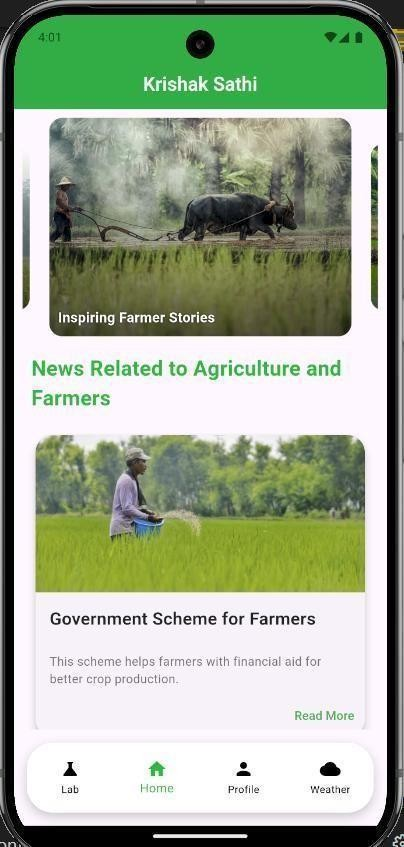 4:01
Krishak Sathi
Inspiring Farmer Stories
News Related to Agriculture and
Farmers
Government Scheme for Farmers
This scheme helps farmers with financial aid for
better crop production.
Read More
Lab
Home
Profile
Weather